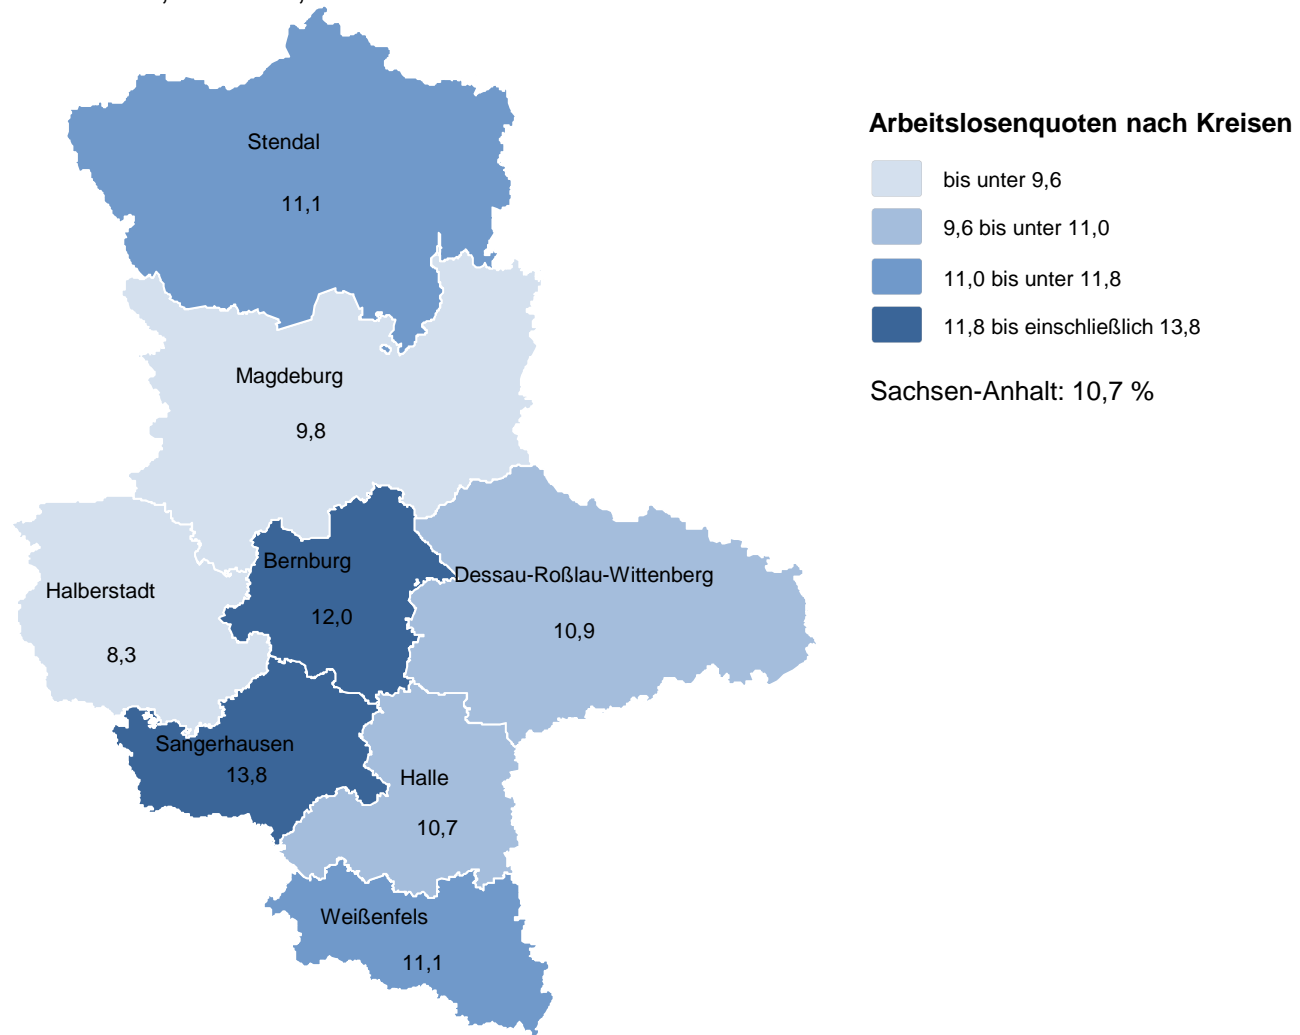 Stendal
11,1
Arbeitslosenquoten nach Kreisen
bis unter 9,6
9,6 bis unter 11,0
11,0 bis unter 11,8
11,8 bis einschließlich 13,8
Sachsen-Anhalt: 10,7 %
Magdeburg
9,8
Bernburg
12,0
Dessau-Roßlau-Wittenberg
10,9
Halberstadt
8,3
Sangerhausen
13,8
Halle
10,7
Weißenfels
11,1